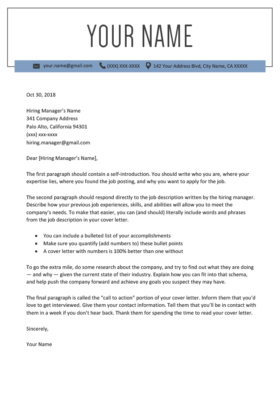 YOUR NAME
your-name@gmail.com (XXX) XXX-XXXX 142 Your Address Blvd, City Name, CA XXXXX
Oct 30, 2018
Hiring Manager's Name
341 Company Address
Palo Alto, California 94301
(xxx) xxx-xxxx
hiring.manager@gmail.com
Dear [Hiring Manager's Name],
The first paragraph should contain a self-introduction. You should write who you are, where your
expertise lies, where you found the job posting, and why you want to apply for the job.
The second paragraph should respond directly to the job description written by the hiring manager.
Describe how your previous job experiences, skills, and abilities will allow you to meet the
company's needs. To make that easier, you can (and should) literally include words and phrases
from the job description in your cover letter.
• You can include a bulleted list of your accomplishments
• Make sure you quantify (add numbers to) these bullet points
• A cover letter with numbers is 100% better than one without
To go the extra mile, do some research about the company, and try to find out what they are doing
— and why — given the current state of their industry. Explain how you can fit into that schema,
and help push the company forward and achieve any goals you suspect they may have.
The final paragraph is called the "call to action" portion of your cover letter. Inform them that you'd
love to get interviewed. Give them your contact information. Tell them that you'll be in contact with
them in a week if you don't hear back. Thank them for spending the time to read your cover letter.
Sincerely,
Your Name